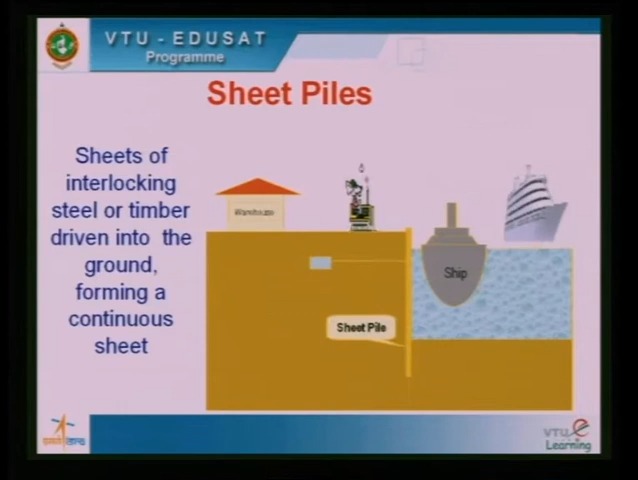 VTU - EDUSAT
Programme
Sheet Piles
Sheets of
interlocking
steel or timber
driven into the
ground,
forming a
continuous
sheet
Warehouse
Ship
Sheet Pile
VTU e
Learning